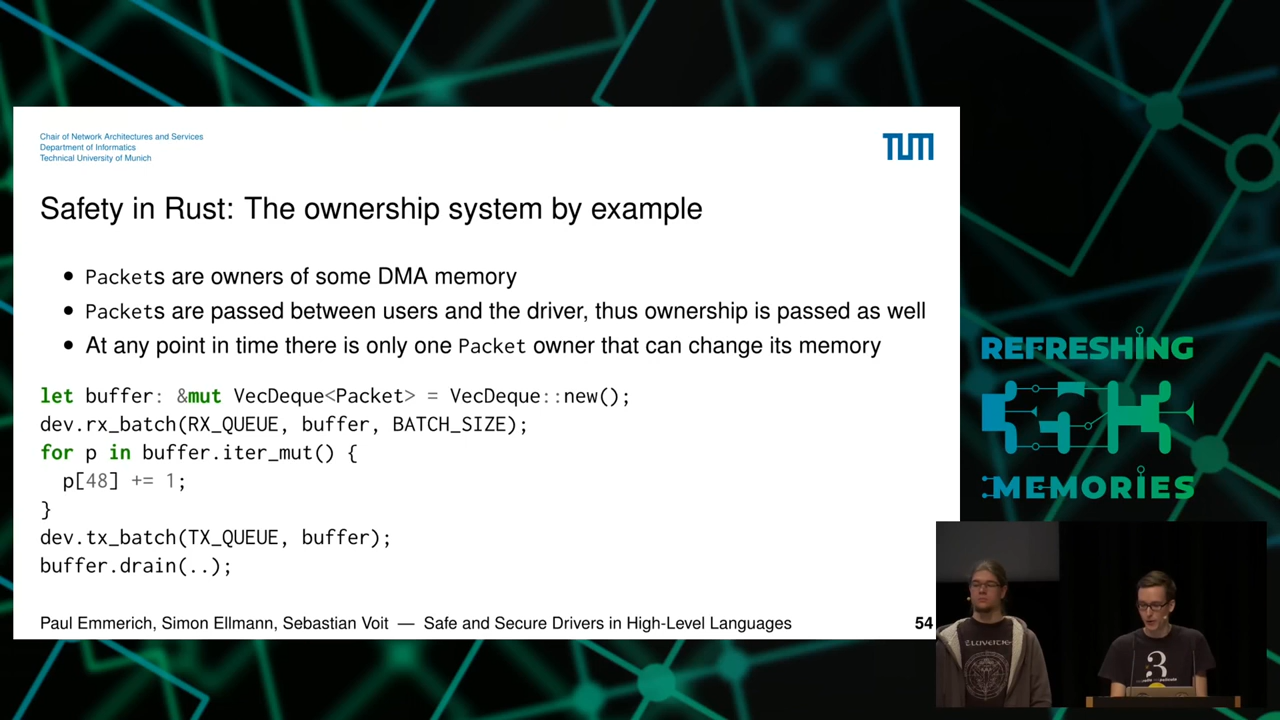 Chair of Network Architectures and Services
Department of Informatics
Technical University of Munich
TUM
Safety in Rust: The ownership system by example
• Packets are owners of some DMA memory
• Packets are passed between users and the driver, thus ownership is passed as well
• At any point in time there is only one Packet owner that can change its memory
let buffer: &mut VecDeque<Packet> = VecDeque::new();
dev.rx_batch(RX_QUEUE, buffer, BATCH_SIZE);
for p in buffer.iter_mut() {
p[48] += 1;
}
dev.tx_batch(TX_QUEUE, buffer);
buffer.drain(..);
Paul Emmerich, Simon Ellmann, Sebastian Voit — Safe and Secure Drivers in High-Level Languages
54
REFRESHING
35C3
MEMORIES
ELUVEITIE
3